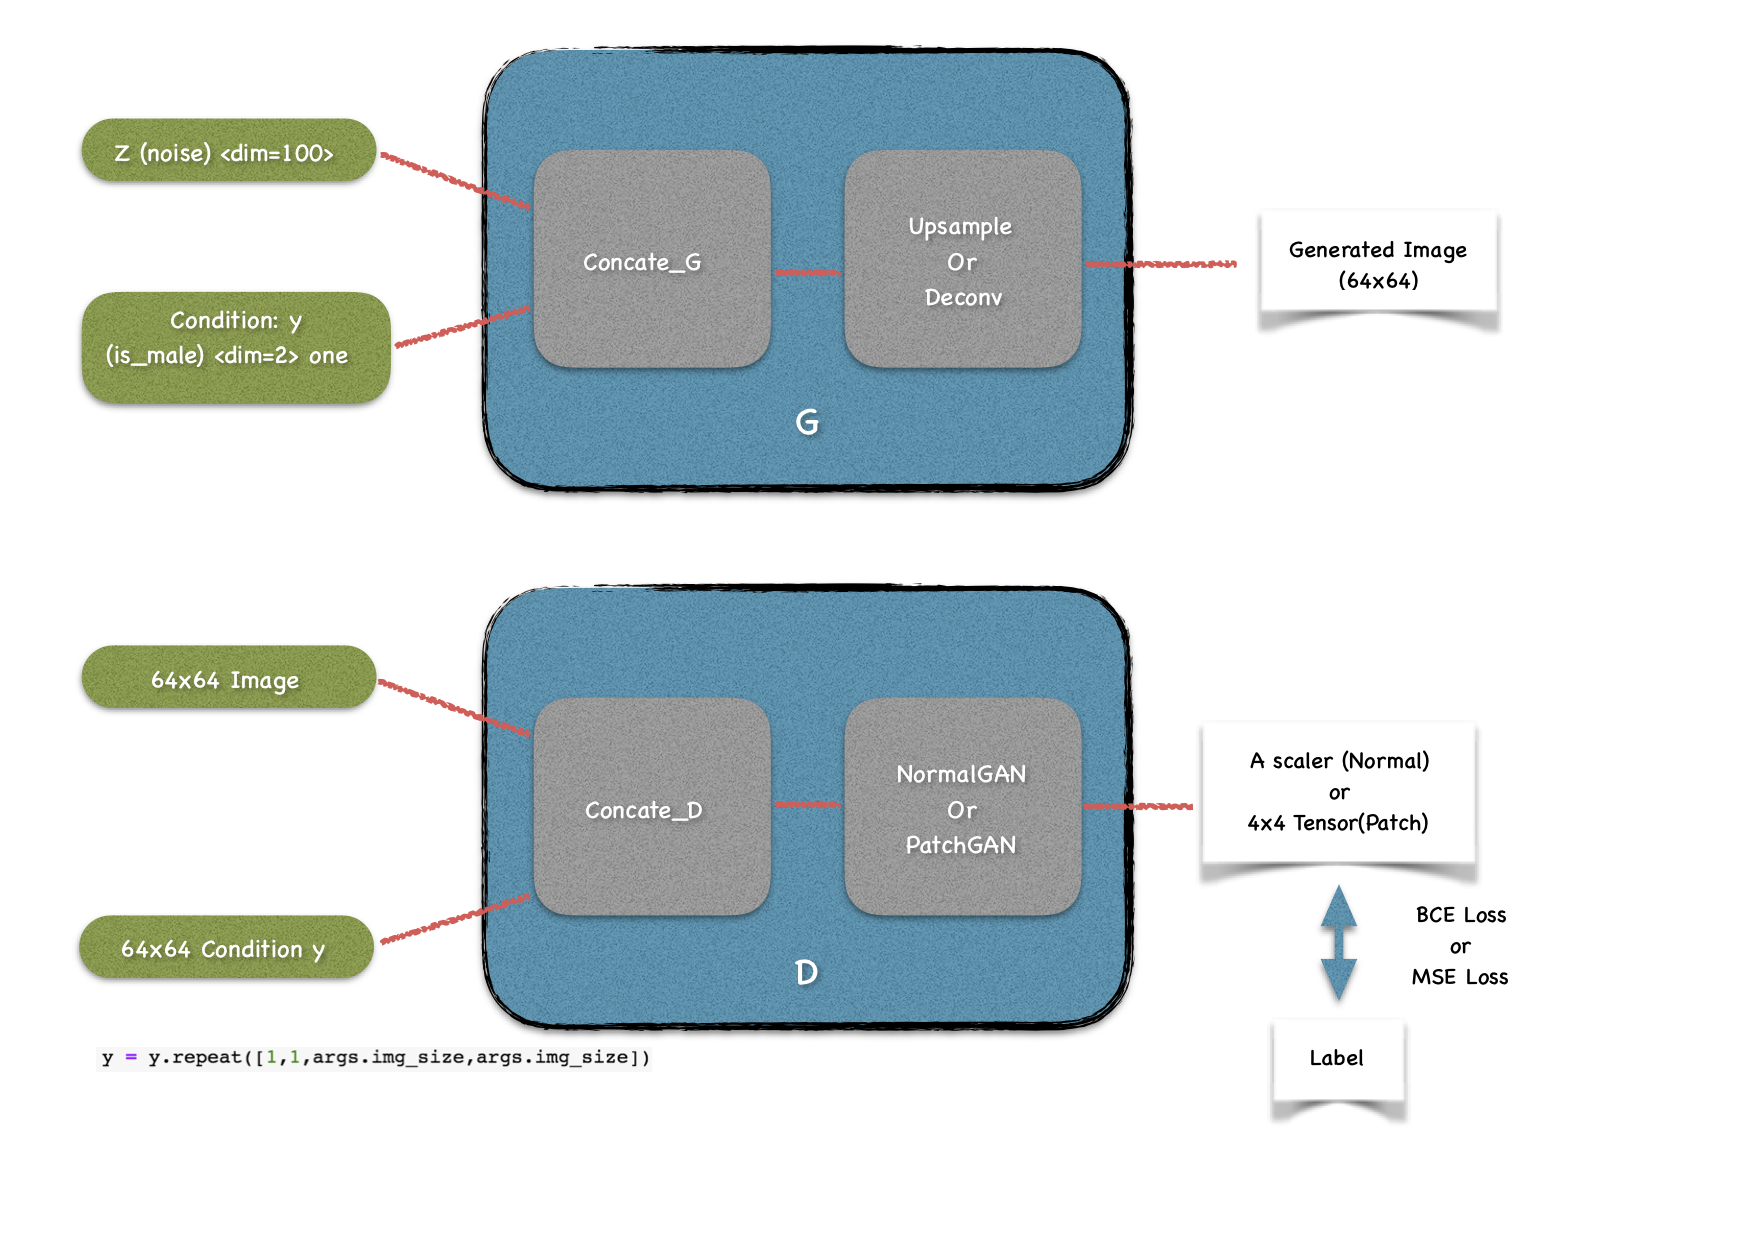 Z (noise) <dim=100>
Condition: y
(is_male) <dim=2> one
Concate_G
Upsample
Or
Deconv
G
Generated Image
(64x64)
64x64 Image
64x64 Condition y
Concate_D
NormalGAN
Or
PatchGAN
D
A scaler (Normal)
or
4x4 Tensor(Patch)
BCE Loss
or
MSE Loss
Label
y = y.repeat([1,1,args.img_size,args.img_size])